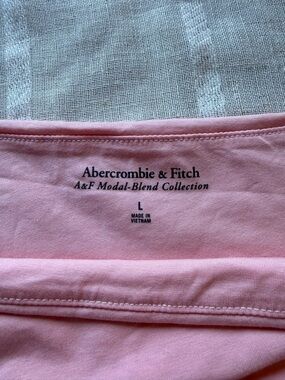 Abercrombie & Fitch
A&F Modal-Blend Collection
L
MADE IN
VIETNAM